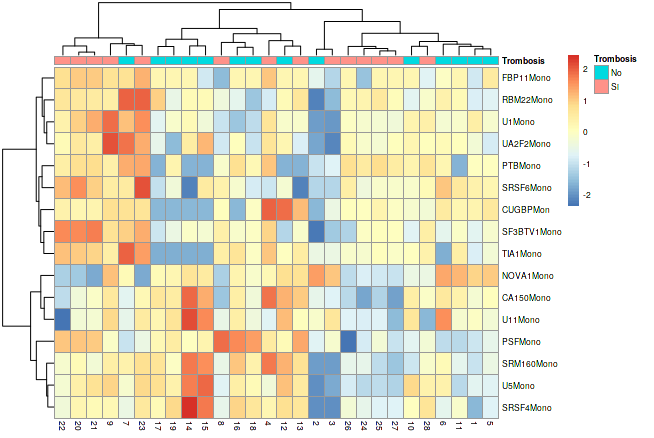 Trombosis
FBP11Mono
RBM22Mono
U1Mono
UA2F2Mono
PTBMono
SRSF6Mono
CUGBPMon
SF3BTV1Mono
TIA1Mono
NOVA1Mono
CA150Mono
U11Mono
PSFMono
SRM160Mono
U5Mono
SRSF4Mono
22 20 21 9 7 23 17 19 14 15 8 16 18 4 12 13 2 3 26 24 25 27 10 28 6 11 1 5
2
1
0
-1
-2
Trombosis
No
SI